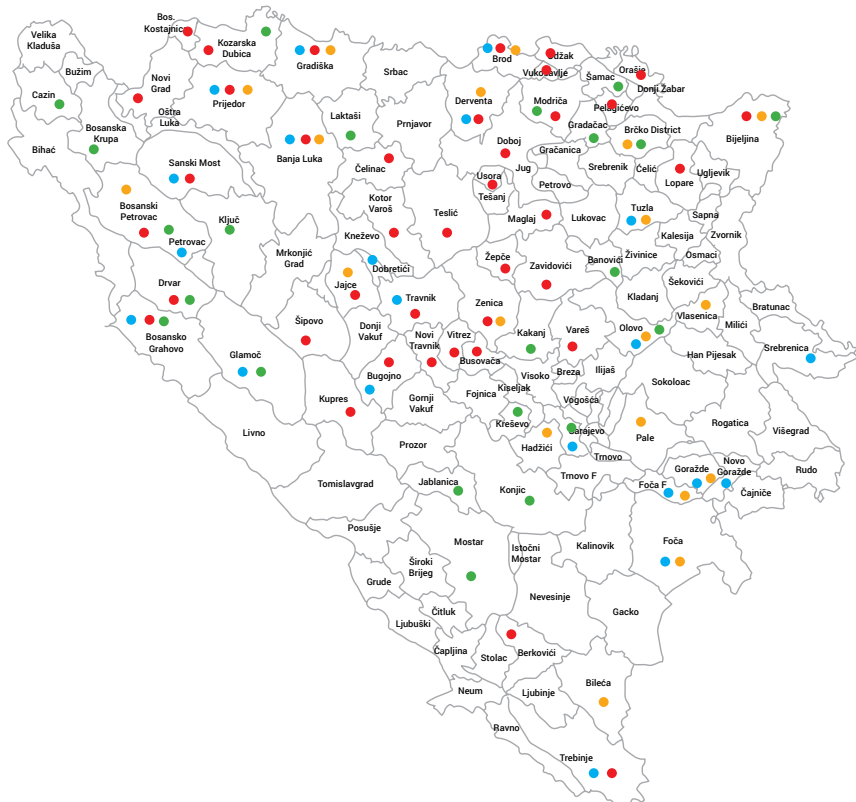 Bos.
Kostajnica
Velika
Kladuša
Kozarska
Dubica
Gradiška
Brod
Odžak
Vukosavlje
Srbac
Bužim
Novi
Grad
Cazin
Prijedor
Oštra
Luka
Derventa
Modriča
Šamac
Orašje
Donji Žabar
Pelagićevo
Laktaši
Prnjavor
Gradačac
Brčko District
Bijeljina
Bosanska
Krupa
Bihać
Banja Luka
Doboj
Jug
Gračanica
Sanski Most
Čelinac
Usora
Tešanj
Petrovo
Srebrenik
Čelić
Lopare
Ugljevik
Kotor
Varoš
Teslić
Maglaj
Lukovac
Tuzla
Sapna
Bosanski
Petrovac
Ključ
Petrovac
Mrkonjić
Grad
Kneževo
Dobretići
Kalesija
Zvornik
Živinice
Osmaci
Žepče
Zavidovići
Banovići
Drvar
Jajce
Travnik
Zenica
Kladanj
Šekovići
Vlasenica
Bratunac
Milići
Bosansko
Grahovo
Šipovo
Donji
Vakuf
Novi
Travnik
Vitrez
Busovača
Kakanj
Vareš
Olovo
Glamoč
Han Pijesak
Srebrenica
Bugojno
Visoko
Breza
Ilijaš
Kupres
Gornji
Vakuf
Fojnica
Kiseljak
Sokoloac
Vogošća
Kreševo
Livno
Prozor
Hadžići
Sarajevo
Pale
Rogatica
Višegrad
Trnovo
Goražde
Novo
Goražde
Rudo
Tomislavgrad
Jablanica
Konjic
Trnovo F
Foča F
Čajniče
Posušje
Mostar
Istočni
Mostar
Kalinovik
Foča
Široki
Brijeg
Grude
Nevesinje
Gacko
Čitluk
Ljubuški
Čapljina
Stolac
Berkovići
Neum
Ljubinje
Bileća
Ravno
Trebinje